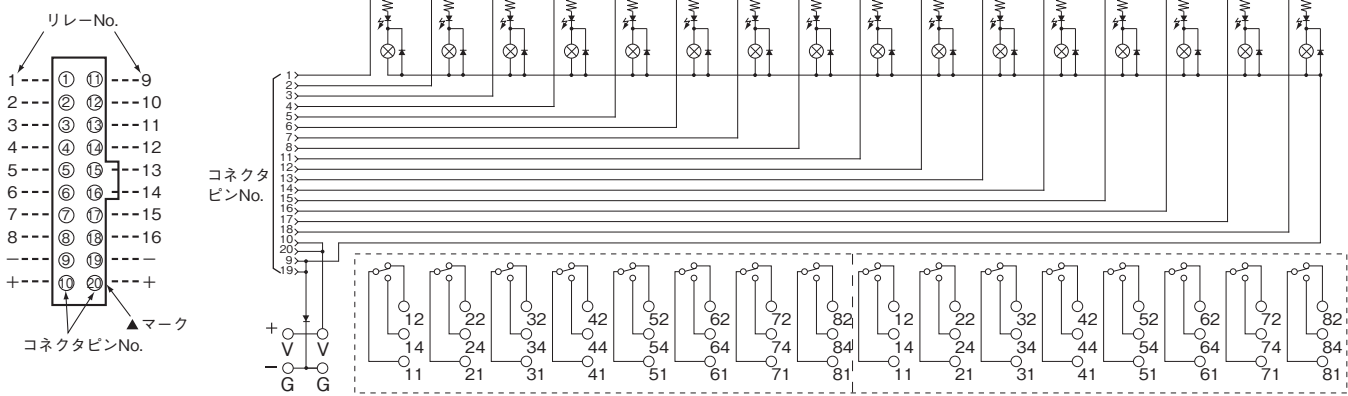 リレーNo.
1 ① ⑪ 9
2 ② ⑫ 10
3 ③ ⑬ 11
4 ④ ⑭ 12
5 ⑤ ⑮ 13
6 ⑥ ⑯ 14
7 ⑦ ⑰ 15
8 ⑧ ⑱ 16
− ⑨ ⑲ −
+ ⑩ ⑳ +
▲マーク
コネクタピンNo.
コネクタ
ピンNo.
1
2
3
4
5
6
7
8
11
12
13
14
15
16
17
18
10
20
9
19
+ V V
− G G
12 22 32 42 52 62 72 82 12 22 32 42 52 62 72 82
14 24 34 44 54 64 74 84 14 24 34 44 54 64 74 84
11 21 31 41 51 61 71 81 11 21 31 41 51 61 71 81